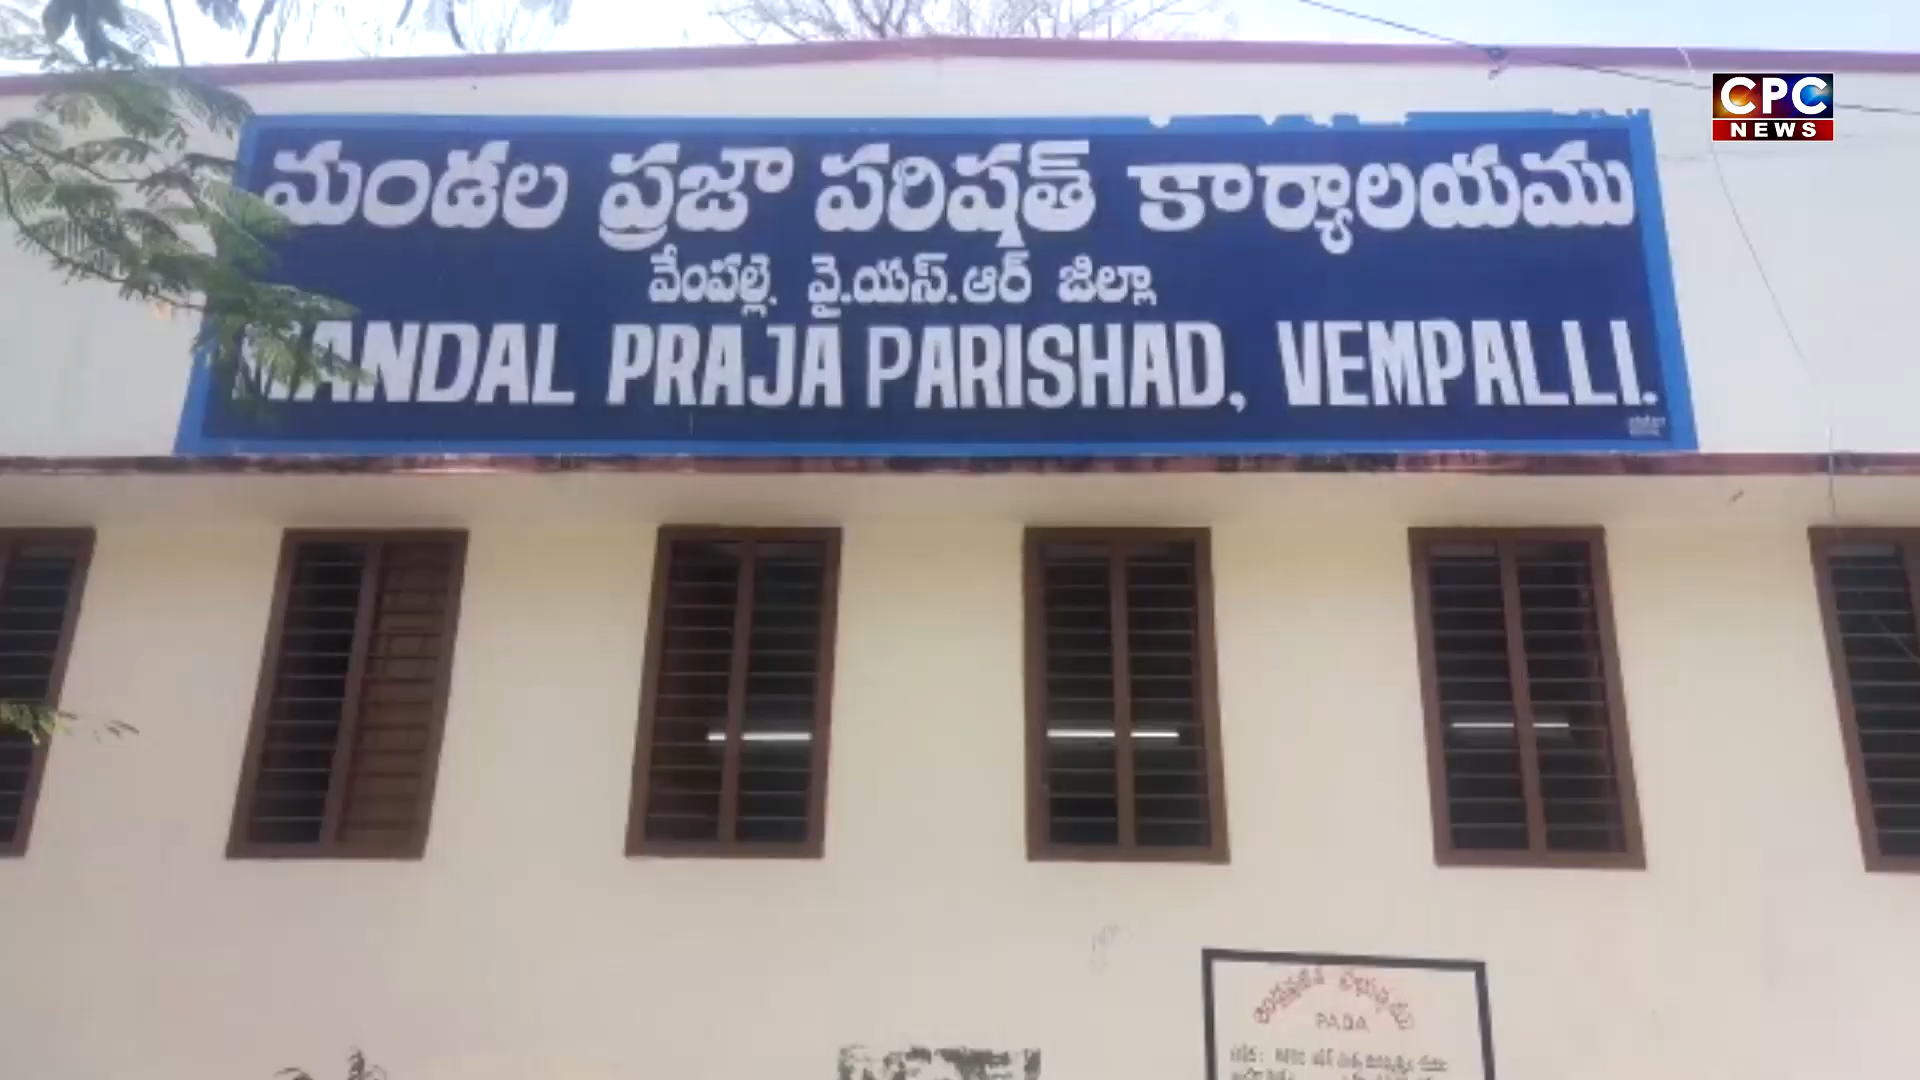 CPC
NEWS
మండల ప్రజా పరిషత్ కార్యాలయము
వేంపల్లె, వై.యస్.ఆర్ జిల్లా
MANDAL PRAJA PARISHAD, VEMPALLI.
PADA